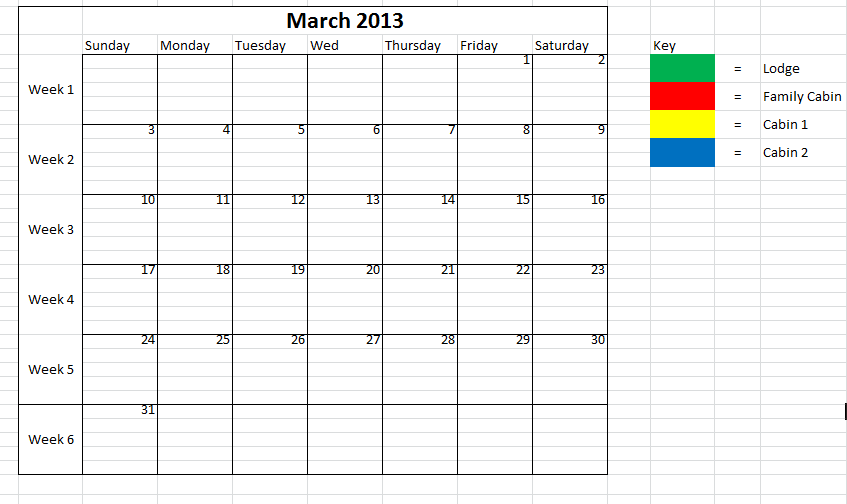 March 2013
Sunday Monday Tuesday Wed Thursday Friday Saturday Key
1 2
= Lodge
Week 1
= Family Cabin
= Cabin 1
3 4 5 6 7 8 9
= Cabin 2
Week 2
10 11 12 13 14 15 16
Week 3
17 18 19 20 21 22 23
Week 4
24 25 26 27 28 29 30
Week 5
31
Week 6